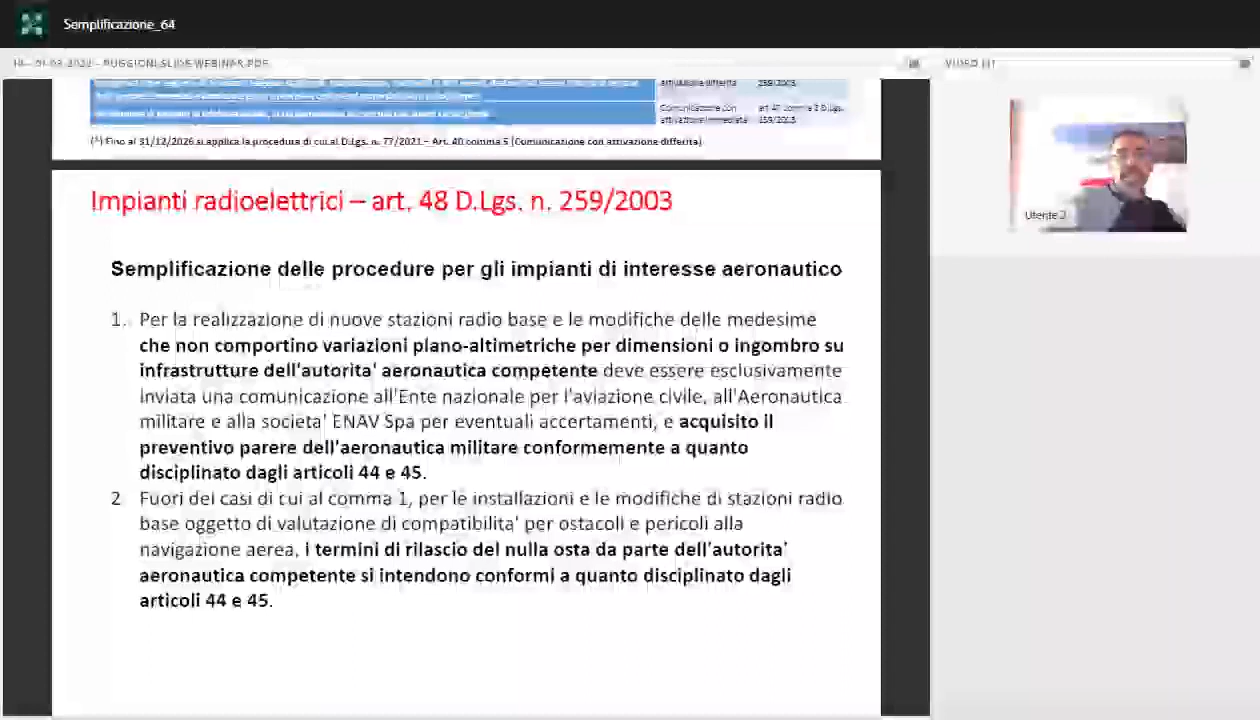 Semplificazione_64
VIDEO
attivazione differita
259/2003
Comunicazione con
attivazione immediata
(*) Fino al 31/12/2026 si applica la procedura di cui al D.Lgs. n. 77/2021 – Art. 40 comma 5 (Comunicazione con attivazione differita)
Utente 2
Impianti radioelettrici – art. 48 D.Lgs. n. 259/2003
Semplificazione delle procedure per gli impianti di interesse aeronautico
1. Per la realizzazione di nuove stazioni radio base e le modifiche delle medesime
che non comportino variazioni plano-altimetriche per dimensioni o ingombro su
infrastrutture dell'autorita' aeronautica competente deve essere esclusivamente
inviata una comunicazione all'Ente nazionale per l'aviazione civile, all'Aeronautica
militare e alla societa' ENAV Spa per eventuali accertamenti, e acquisito il
preventivo parere dell'aeronautica militare conformemente a quanto
disciplinato dagli articoli 44 e 45.
2 Fuori dei casi di cui al comma 1, per le installazioni e le modifiche di stazioni radio
base oggetto di valutazione di compatibilita' per ostacoli e pericoli alla
navigazione aerea, i termini di rilascio del nulla osta da parte dell'autorita'
aeronautica competente si intendono conformi a quanto disciplinato dagli
articoli 44 e 45.